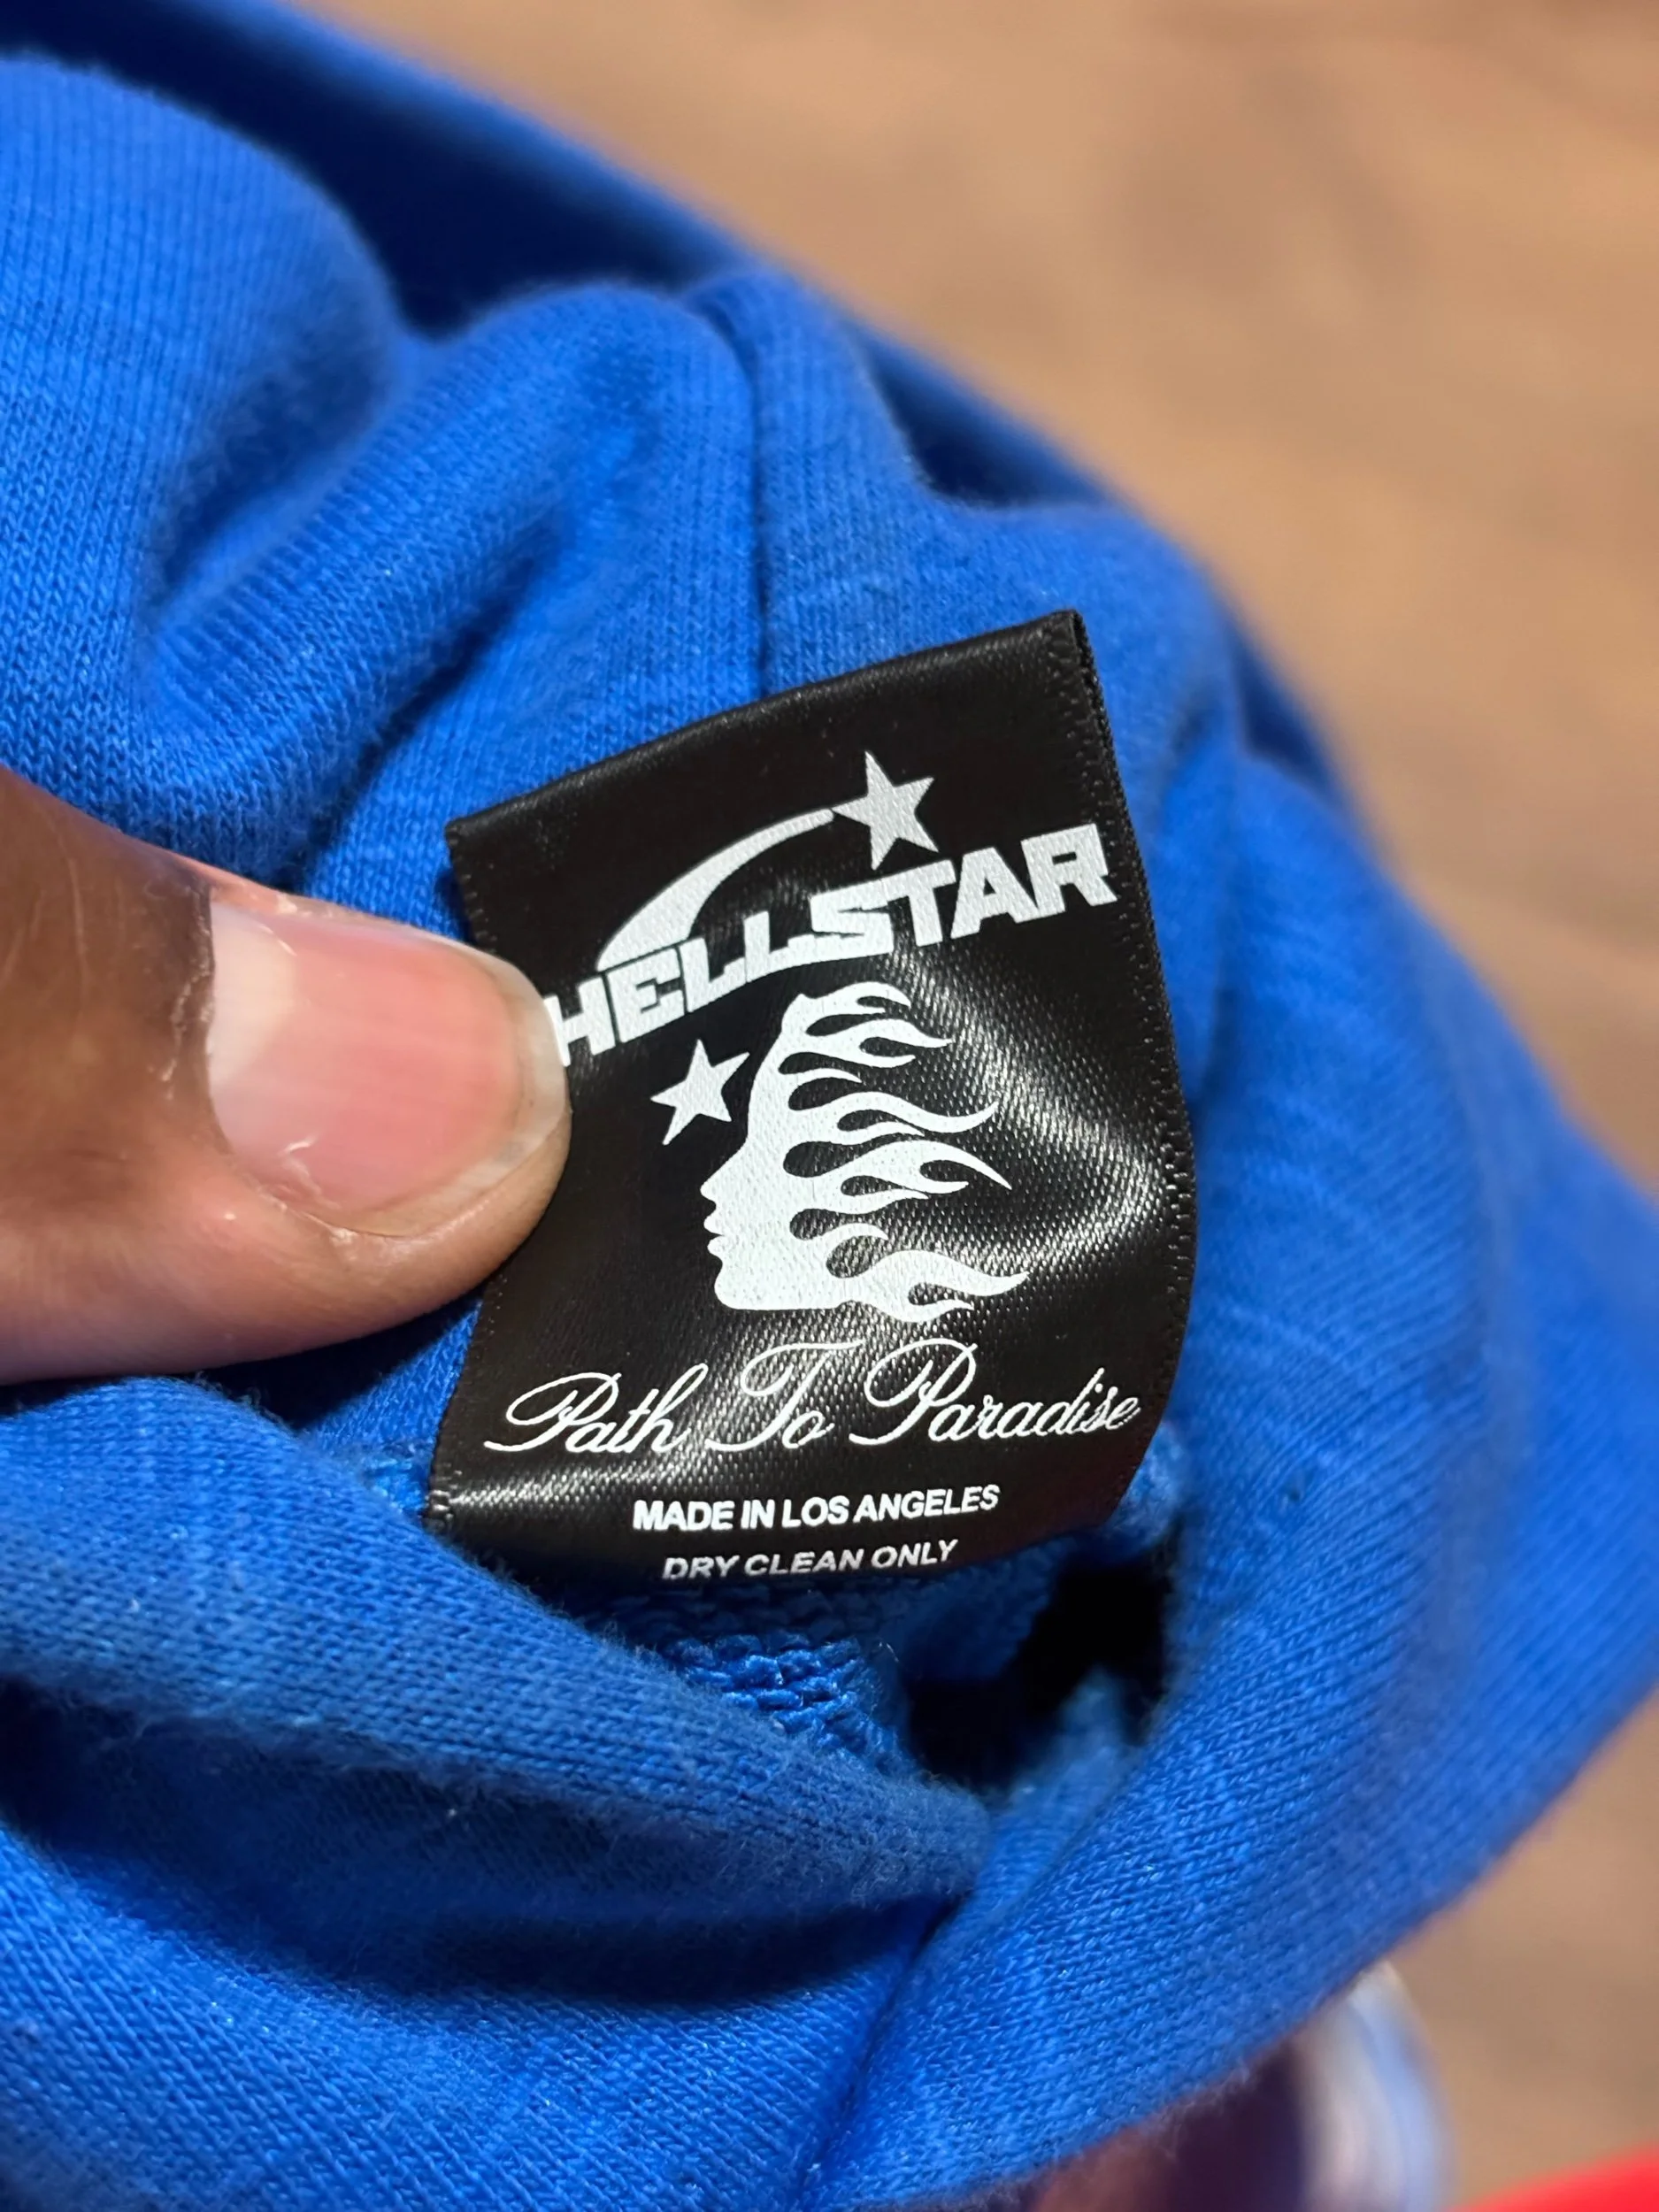 HELLSTAR
Path To Paradise
MADE IN LOS ANGELES
DRY CLEAN ONLY